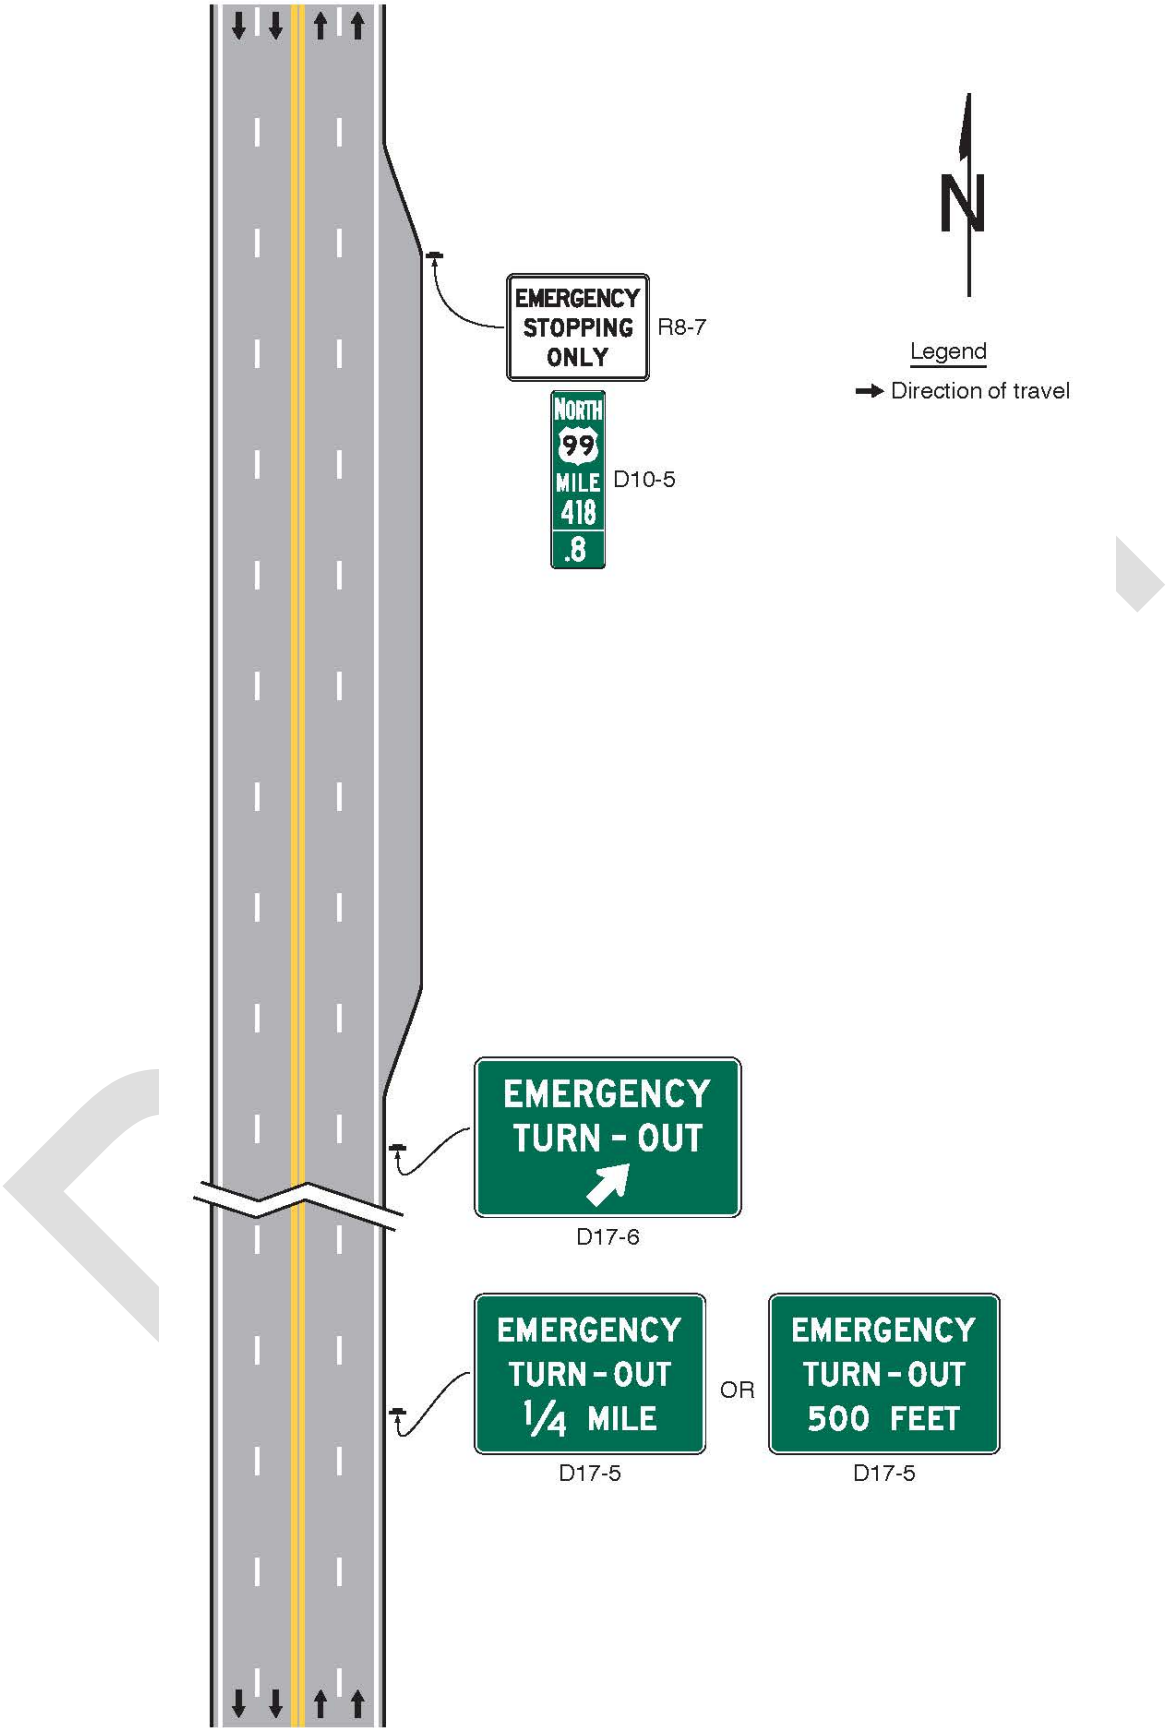 N
EMERGENCY
STOPPING
ONLY
R8-7
Legend
Direction of travel
NORTH
99
MILE
418
.8
D10-5
EMERGENCY
TURN - OUT
D17-6
EMERGENCY
TURN - OUT
1/4 MILE
D17-5
OR
EMERGENCY
TURN - OUT
500 FEET
D17-5